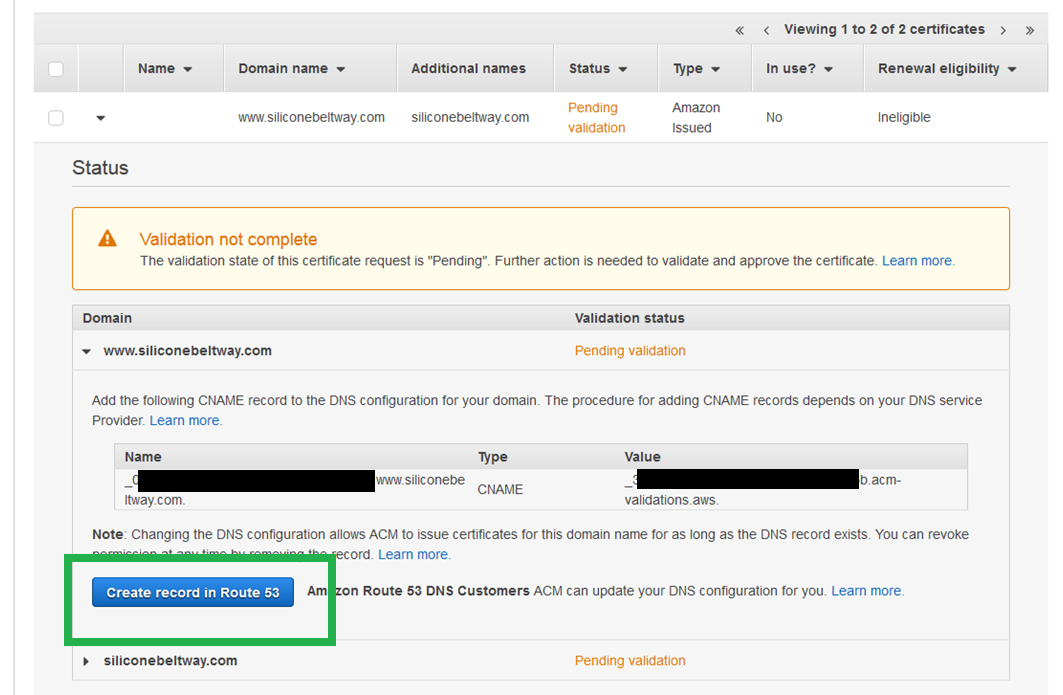 « ‹ Viewing 1 to 2 of 2 certificates › »
Name Domain name Additional names Status Type In use? Renewal eligibility
www.siliconebeltway.com siliconebeltway.com Pending validation Amazon Issued No Ineligible
Status
Validation not complete
The validation state of this certificate request is "Pending". Further action is needed to validate and approve the certificate. Learn more.
Domain Validation status
www.siliconebeltway.com Pending validation
Add the following CNAME record to the DNS configuration for your domain. The procedure for adding CNAME records depends on your DNS service
Provider. Learn more.
Name Type Value
_0 www.siliconebe CNAME _3 b.acm-
ltway.com. validations.aws.
Note: Changing the DNS configuration allows ACM to issue certificates for this domain name for as long as the DNS record exists. You can revoke
permission at any time by removing the record. Learn more.
Create record in Route 53 Amazon Route 53 DNS Customers ACM can update your DNS configuration for you. Learn more.
siliconebeltway.com Pending validation